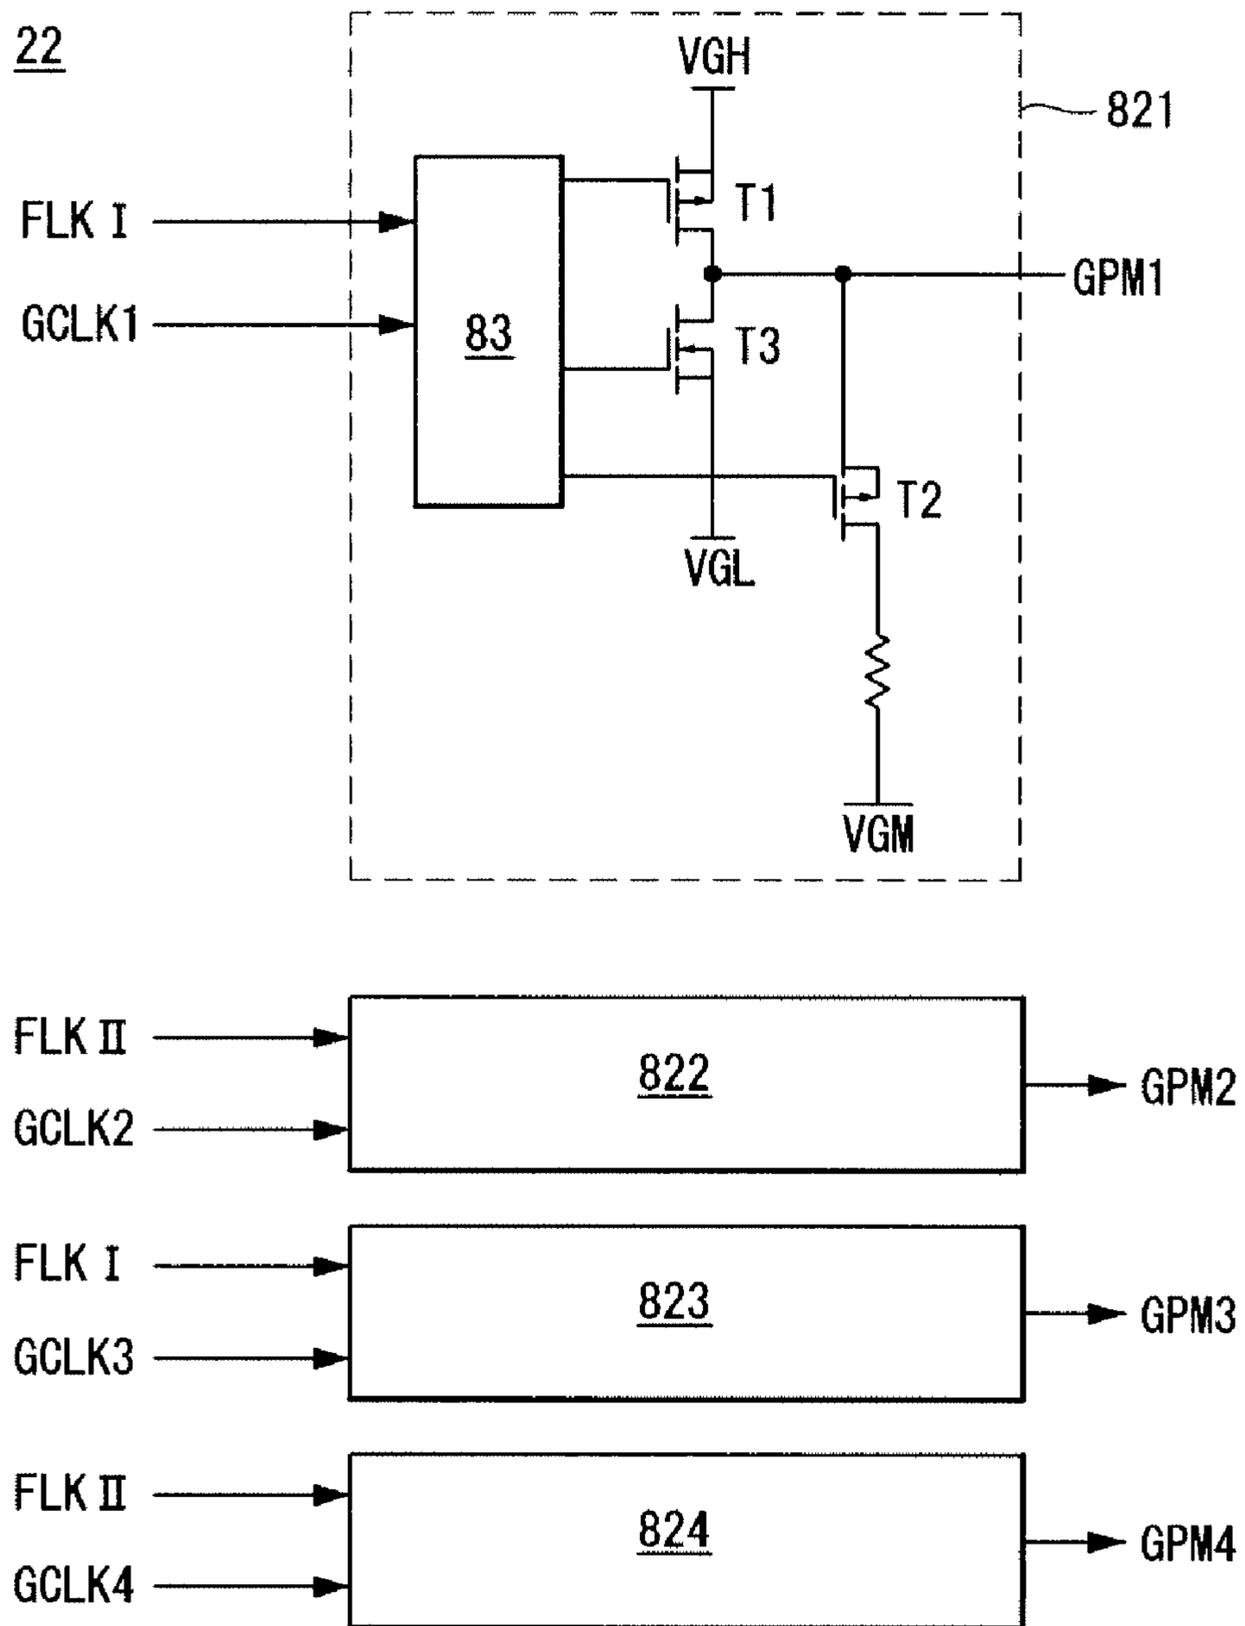 22
VGH
821
FLK I
T1
GPM1
GCLK1
83
T3
T2
VGL
VGM
FLK II
822
GPM2
GCLK2
FLK I
823
GPM3
GCLK3
FLK II
824
GPM4
GCLK4